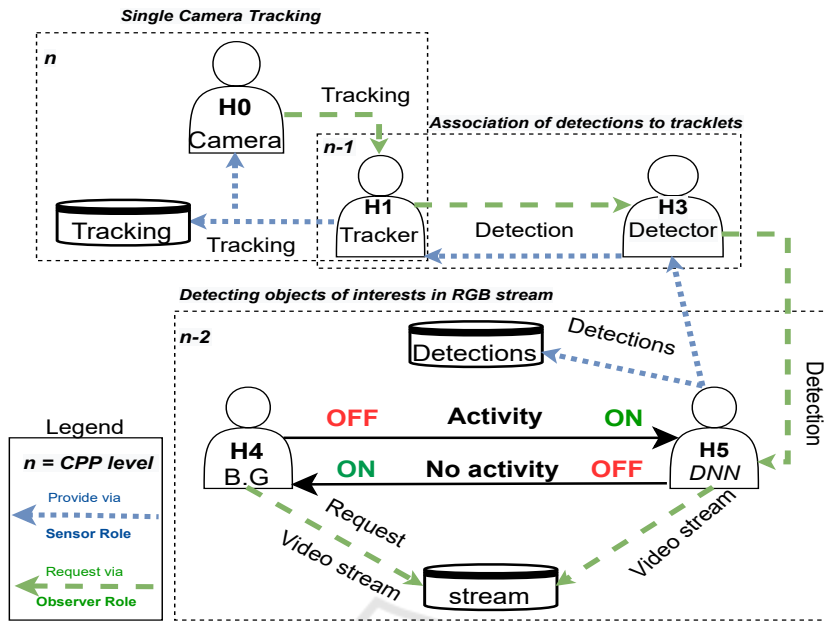 Single Camera Tracking
n
H0
Camera
Tracking
Association of detections to tracklets
n-1
H1
Tracker
H3
Detector
Detection
Tracking
Tracking
Detecting objects of interests in RGB stream
n-2
Detections
Detections
Detection
OFF Activity ON
H4
B.G
H5
DNN
ON No activity OFF
Request
Video stream
Video stream
stream
Legend
n = CPP level
Provide via
Sensor Role
Request via
Observer Role